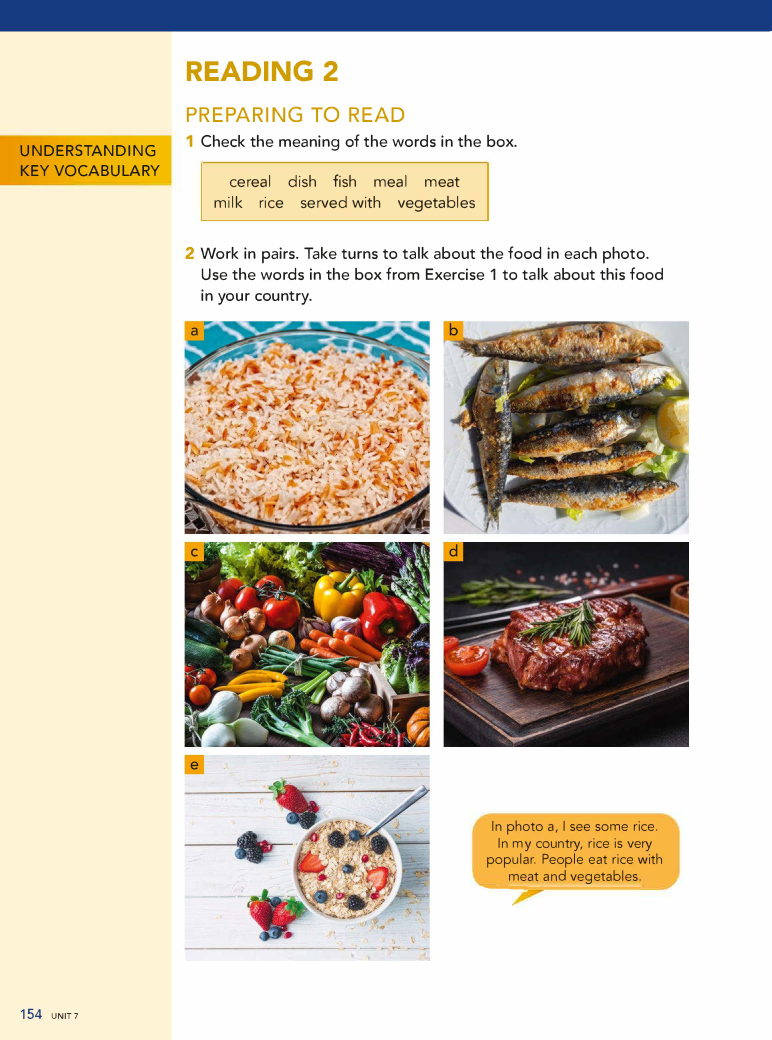 READING 2
PREPARING TO READ
UNDERSTANDING
KEY VOCABULARY
1 Check the meaning of the words in the box.
cereal dish fish meal meat
milk rice served with vegetables
2 Work in pairs. Take turns to talk about the food in each photo.
Use the words in the box from Exercise 1 to talk about this food
in your country.
a
b
c
d
e
In photo a, I see some rice.
In my country, rice is very
popular. People eat rice with
meat and vegetables.
154 UNIT 7